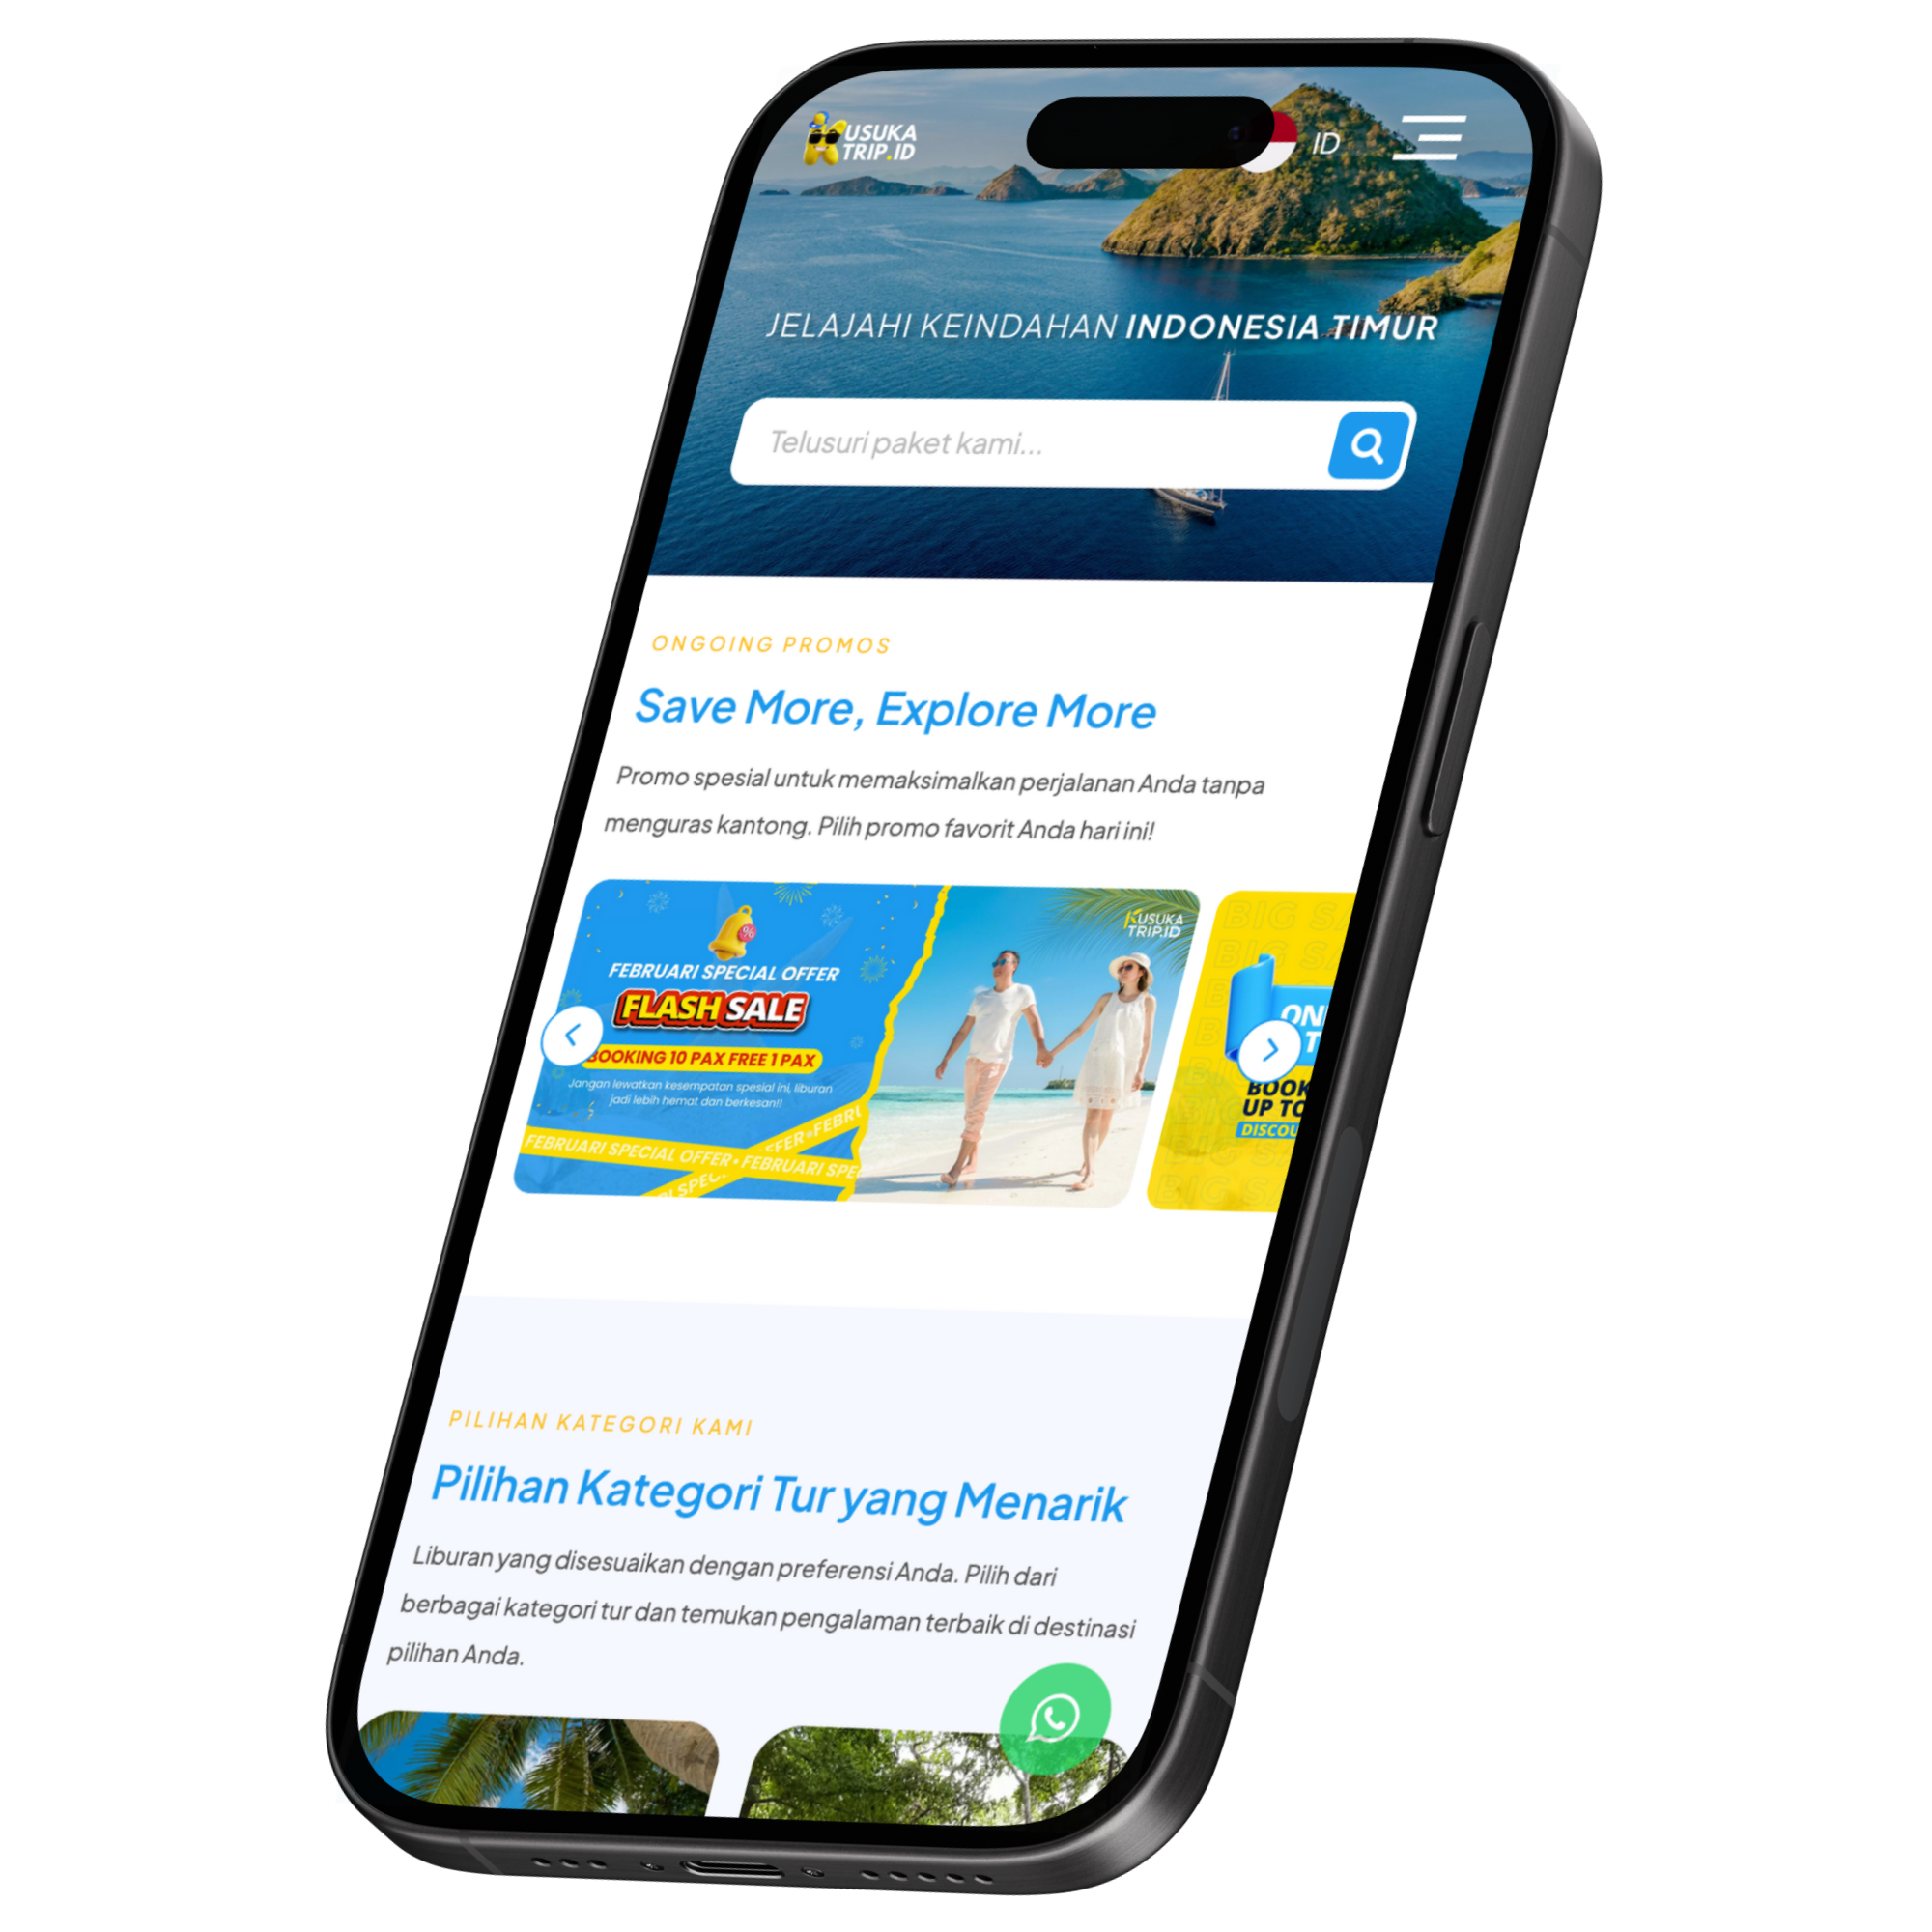 KUSUKA
TRIP.ID
ID
JELAJAHI KEINDAHAN INDONESIA TIMUR
Telusuri paket kami...
ONGOING PROMOS
Save More, Explore More
Promo spesial untuk memaksimalkan perjalanan Anda tanpa
menguras kantong. Pilih promo favorit Anda hari ini!
FEBRUARI SPECIAL OFFER
FLASH SALE
BOOKING 10 PAX FREE 1 PAX
Jangan lewatkan kesempatan spesial ini, liburan
jadi lebih hemat dan berkesan!!
FEBRUARI SPECIAL OFFER • FEBRUARI SPE
KUSUKA
TRIP.ID
BIG
BOOK
UP TO
PILIHAN KATEGORI KAMI
Pilihan Kategori Tur yang Menarik
Liburan yang disesuaikan dengan preferensi Anda. Pilih dari
berbagai kategori tur dan temukan pengalaman terbaik di destinasi
pilihan Anda.